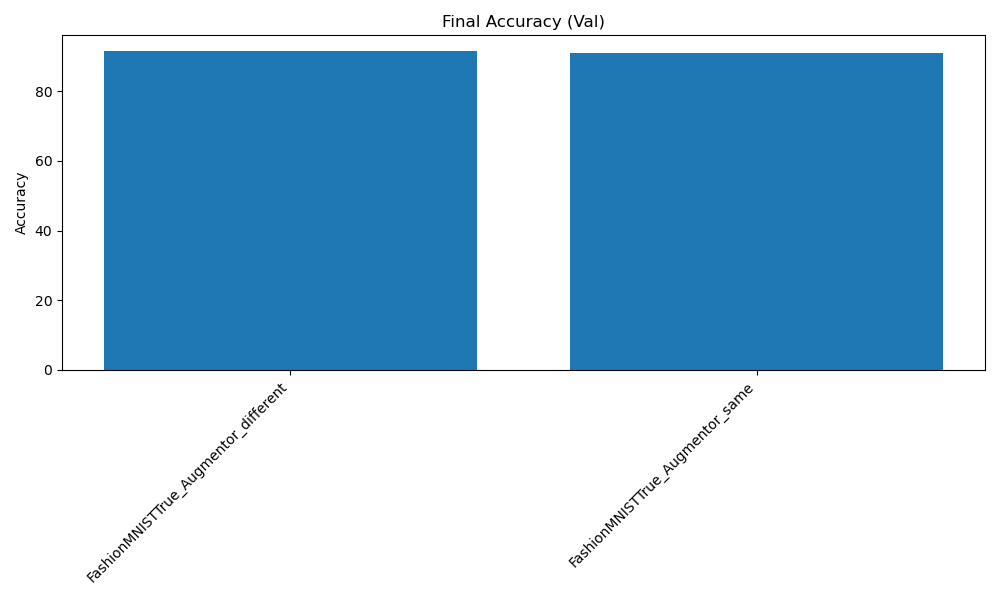 Final Accuracy (Val)
Accuracy
80
60
40
20
0
FashionMNISTTrue_Augmentor_different
FashionMNISTTrue_Augmentor_same